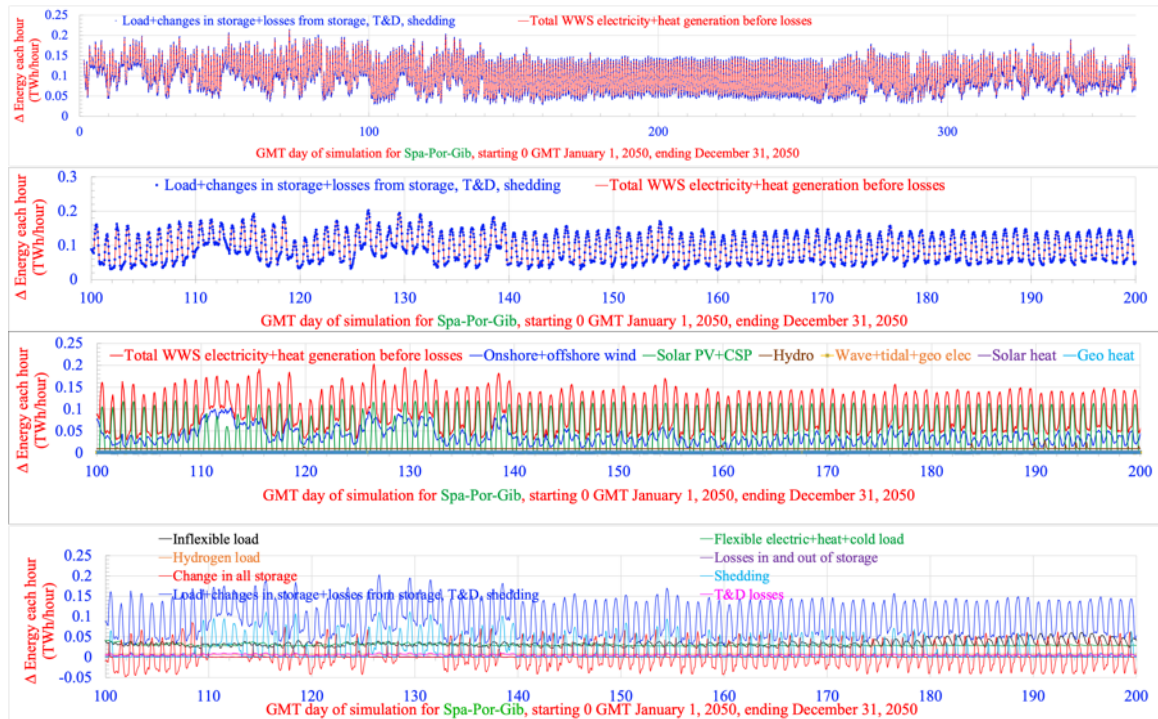 Load+changes in storage+losses from storage, T&D, shedding —Total WWS electricity+heat generation before losses
Δ Energy each hour
(TWh/hour)
0.2
0.15
0.1
0.05
0
0 100 200 300
GMT day of simulation for Spa-Por-Gib, starting 0 GMT January 1, 2050, ending December 31, 2050
Load+changes in storage+losses from storage, T&D, shedding —Total WWS electricity+heat generation before losses
Δ Energy each hour
(TWh/hour)
0.3
0.2
0.1
0
100 110 120 130 140 150 160 170 180 190 200
GMT day of simulation for Spa-Por-Gib, starting 0 GMT January 1, 2050, ending December 31, 2050
—Total WWS electricity+heat generation before losses —Onshore+offshore wind —Solar PV+CSP —Hydro Wave+tidal+geo elec —Solar heat —Geo heat
Δ Energy each hour
(TWh/hour)
0.2
0.15
0.1
0.05
0
100 110 120 130 140 150 160 170 180 190 200
GMT day of simulation for Spa-Por-Gib, starting 0 GMT January 1, 2050, ending December 31, 2050
Inflexible load Flexible electric+heat+cold load
Hydrogen load Losses in and out of storage
Change in all storage Shedding
Load+changes in storage+losses from storage, T&D, shedding T&D losses
Δ Energy each hour
(TWh/hour)
0.25
0.2
0.15
0.1
0.05
0
-0.05
100 110 120 130 140 150 160 170 180 190 200
GMT day of simulation for Spa-Por-Gib, starting 0 GMT January 1, 2050, ending December 31, 2050